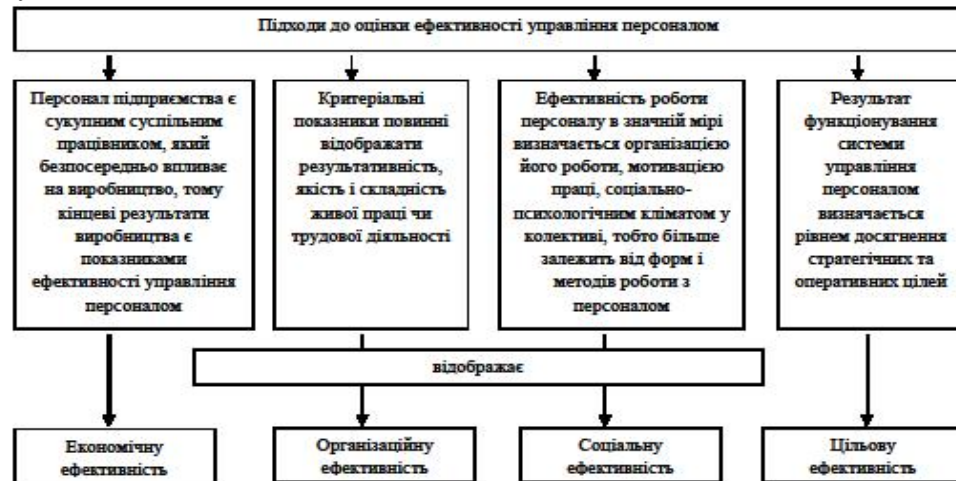 Підходи до оцінки ефективності управління персоналом
Персонал підприємства є
сукупним суспільним
працівником, який
безпосередньо впливає
на виробництво, тому
кінцеві результати
виробництва є
показниками
ефективності управління
персоналом
Критеріальні
показники повинні
відображати
результативність,
якість і складність
живої праці чи
трудової діяльності
Ефективність роботи
персоналу в значній мірі
визначається організацією
його роботи, мотивацією
праці, соціально-
психологічним кліматом у
колективі, тобто більше
залежить від форм і
методів роботи з
персоналом
Результат
функціонування
системи
управління
персоналом
визначається
рівнем досягнення
стратегічних та
оперативних цілей
відображає
Економічну
ефективність
Організаційну
ефективність
Соціальну
ефективність
Цільову
ефективність